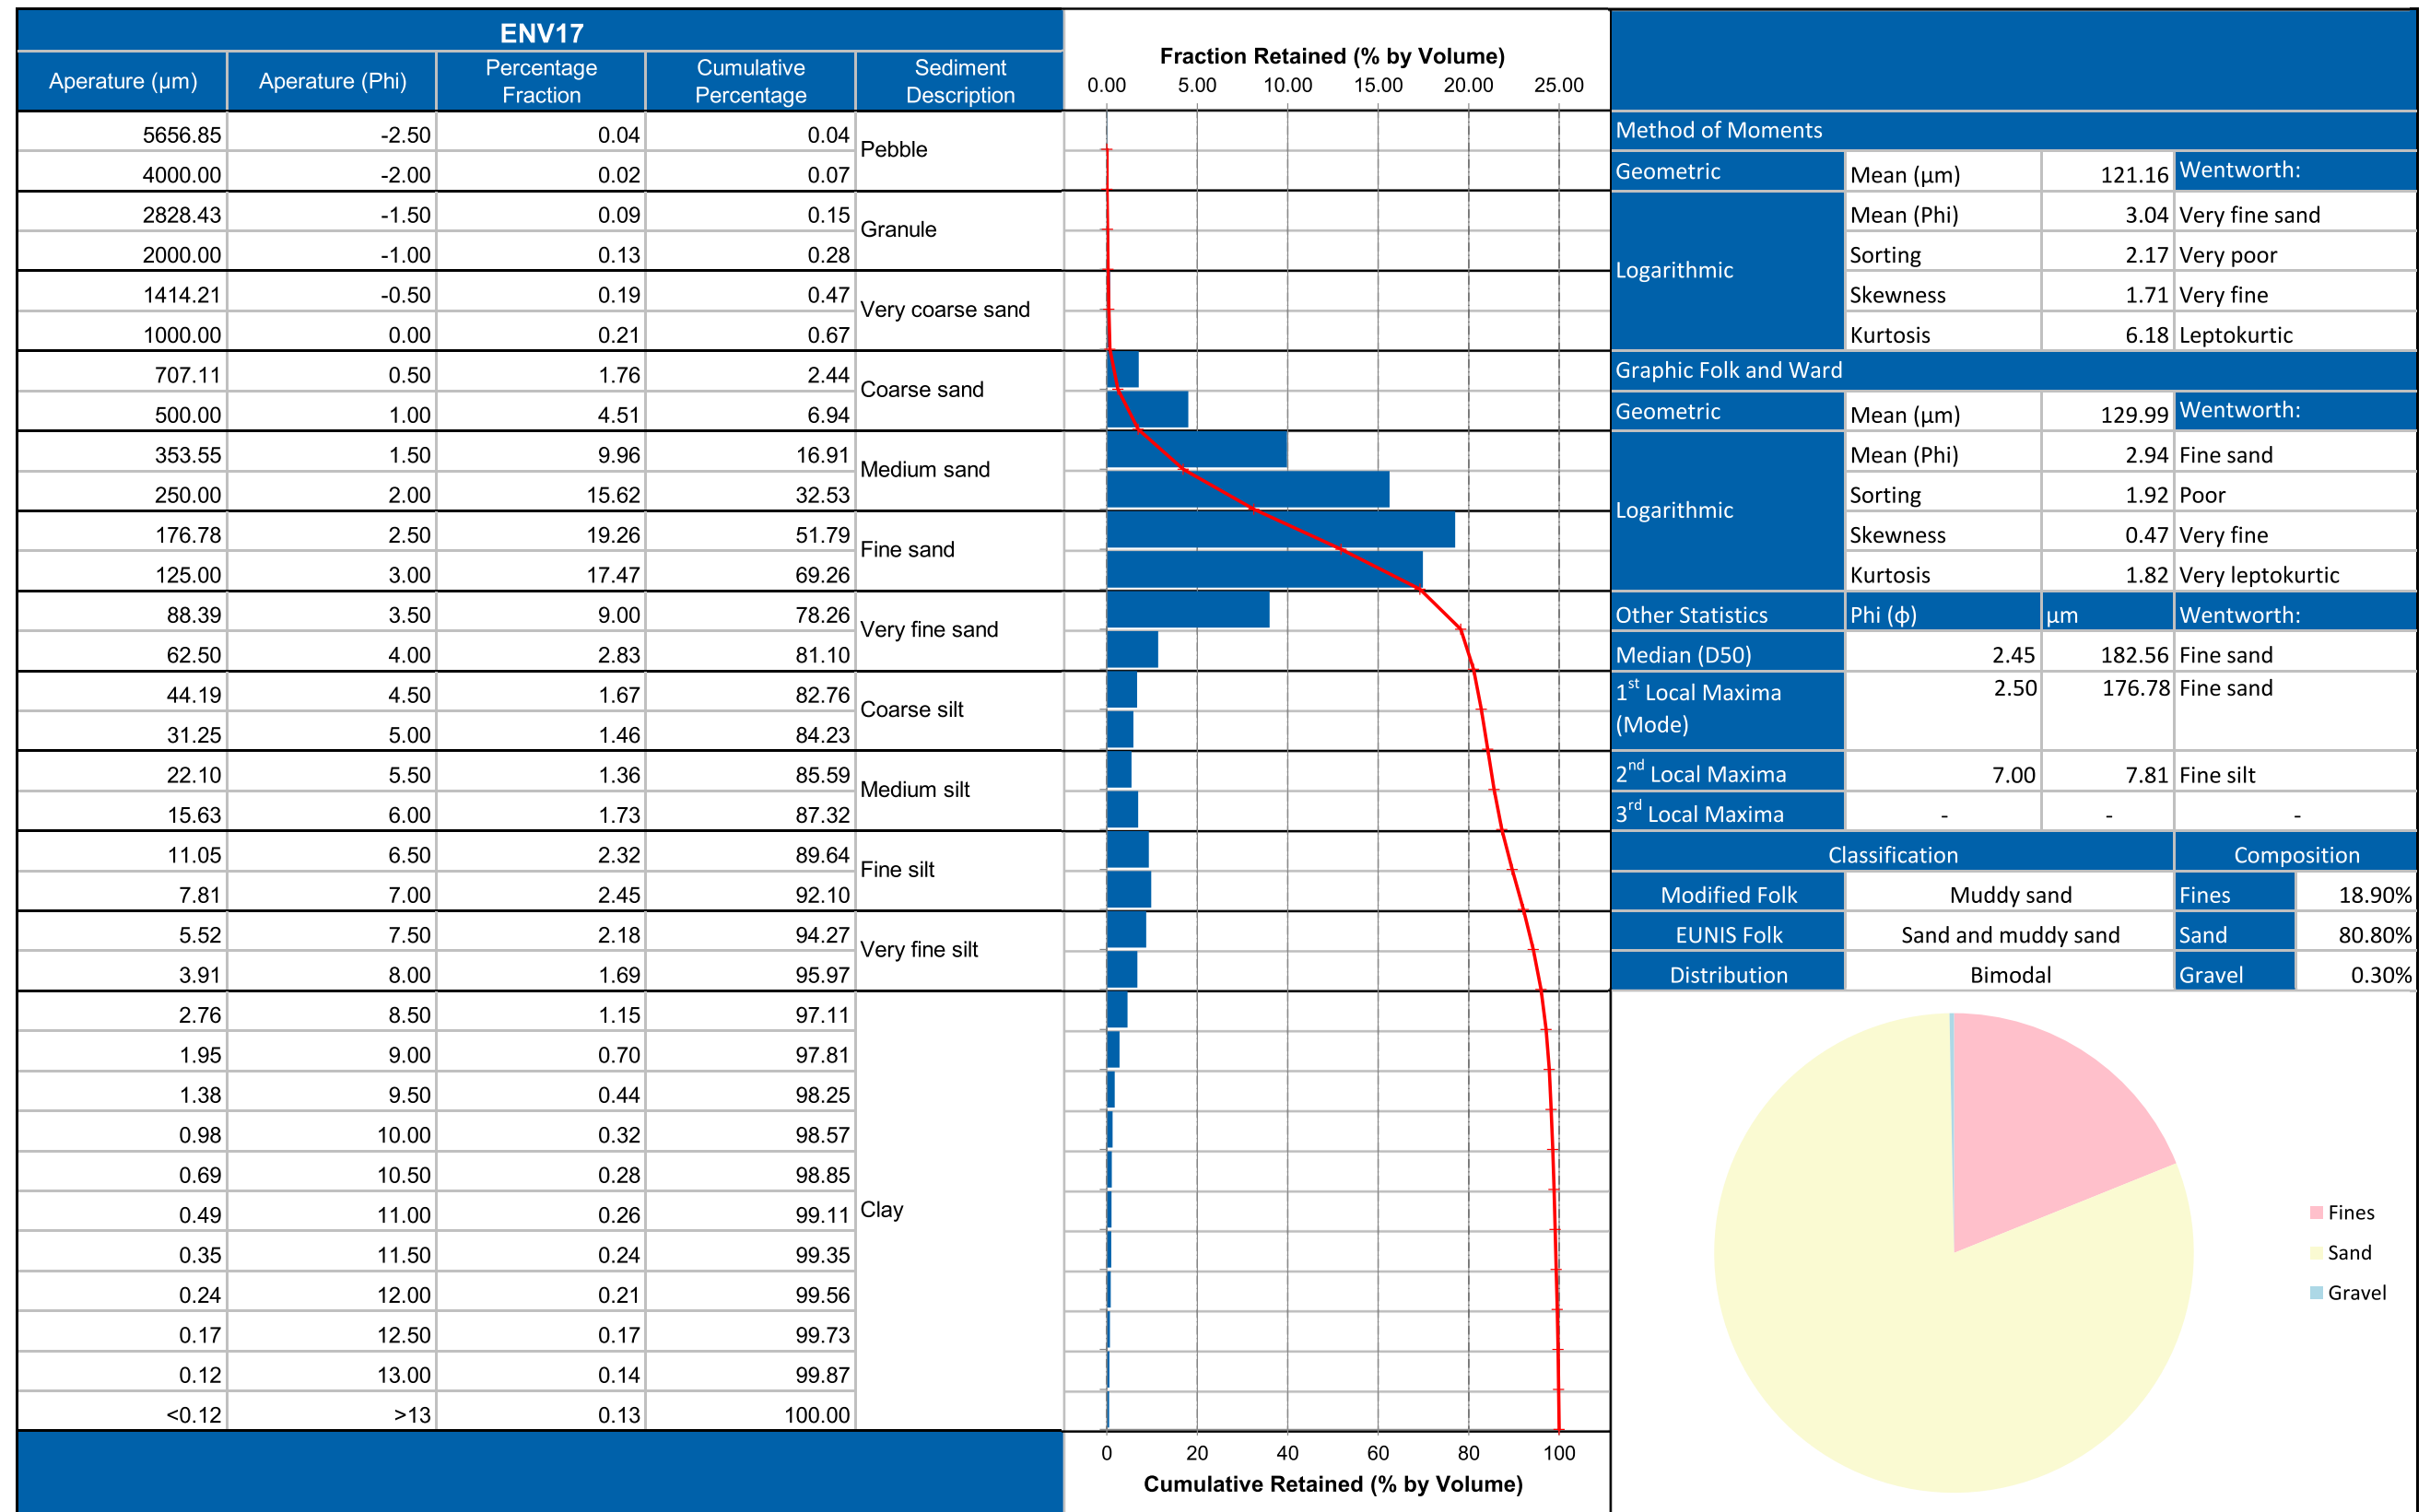 ENV17
Aperature (µm) Aperature (Phi) Percentage Fraction Cumulative Percentage Sediment Description
5656.85 -2.50 0.04 0.04 Pebble
4000.00 -2.00 0.02 0.07
2828.43 -1.50 0.09 0.15 Granule
2000.00 -1.00 0.13 0.28
1414.21 -0.50 0.19 0.47 Very coarse sand
1000.00 0.00 0.21 0.67
707.11 0.50 1.76 2.44 Coarse sand
500.00 1.00 4.51 6.94
353.55 1.50 9.96 16.91 Medium sand
250.00 2.00 15.62 32.53
176.78 2.50 19.26 51.79 Fine sand
125.00 3.00 17.47 69.26
88.39 3.50 9.00 78.26 Very fine sand
62.50 4.00 2.83 81.10
44.19 4.50 1.67 82.76 Coarse silt
31.25 5.00 1.46 84.23
22.10 5.50 1.36 85.59 Medium silt
15.63 6.00 1.73 87.32
11.05 6.50 2.32 89.64 Fine silt
7.81 7.00 2.45 92.10
5.52 7.50 2.18 94.27 Very fine silt
3.91 8.00 1.69 95.97
2.76 8.50 1.15 97.11
1.95 9.00 0.70 97.81
1.38 9.50 0.44 98.25
0.98 10.00 0.32 98.57
0.69 10.50 0.28 98.85
0.49 11.00 0.26 99.11 Clay
0.35 11.50 0.24 99.35
0.24 12.00 0.21 99.56
0.17 12.50 0.17 99.73
0.12 13.00 0.14 99.87
<0.12 >13 0.13 100.00
Fraction Retained (% by Volume)
0.00 5.00 10.00 15.00 20.00 25.00
0 20 40 60 80 100
Cumulative Retained (% by Volume)
Method of Moments
Geometric Mean (µm) 121.16 Wentworth:
Logarithmic
Mean (Phi) 3.04 Very fine sand
Sorting 2.17 Very poor
Skewness 1.71 Very fine
Kurtosis 6.18 Leptokurtic
Graphic Folk and Ward
Geometric Mean (µm) 129.99 Wentworth:
Logarithmic
Mean (Phi) 2.94 Fine sand
Sorting 1.92 Poor
Skewness 0.47 Very fine
Kurtosis 1.82 Very leptokurtic
Other Statistics Phi (ϕ) µm Wentworth:
Median (D50) 2.45 182.56 Fine sand
1st Local Maxima 2.50 176.78 Fine sand
(Mode)
2nd Local Maxima 7.00 7.81 Fine silt
3rd Local Maxima - - -
Classification Composition
Modified Folk Muddy sand Fines 18.90%
EUNIS Folk Sand and muddy sand Sand 80.80%
Distribution Bimodal Gravel 0.30%
Fines
Sand
Gravel